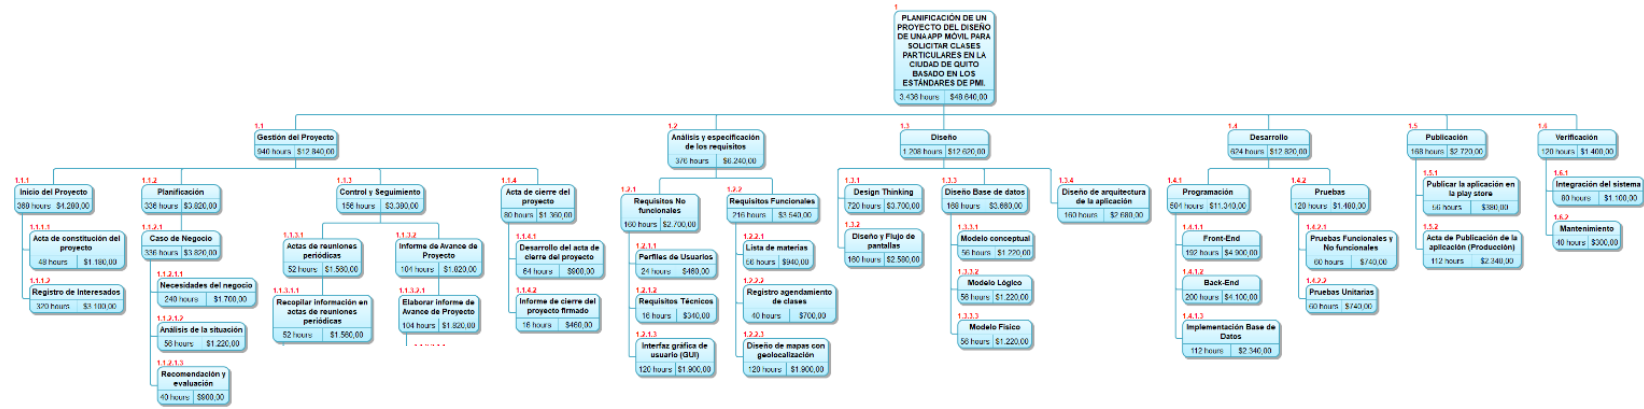 1
PLANIFICACIÓN DE UN
PROYECTO DEL DISEÑO
DE UNA APP MÓVIL PARA
SOLICITAR CLASES
PARTICULARES EN LA
CIUDAD DE QUITO
BASADO EN LOS
ESTÁNDARES DE PMI.
3.436 hours $48.640,00
1.1
Gestión del Proyecto
940 hours $12.840,00
1.1.1
Inicio del Proyecto
368 hours $4.280,00
1.1.1.1
Acta de constitución del
proyecto
48 hours $1.180,00
1.1.1.2
Registro de Interesados
320 hours $3.100,00
1.1.2
Planificación
336 hours $3.820,00
1.1.2.1
Caso de Negocio
336 hours $3.820,00
1.1.2.1.1
Necesidades del negocio
240 hours $1.700,00
1.1.2.1.2
Análisis de la situación
56 hours $1.220,00
1.1.2.1.3
Recomendación y
evaluación
40 hours $900,00
1.1.3
Control y Seguimiento
156 hours $3.380,00
1.1.3.1
Actas de reuniones
periódicas
52 hours $1.560,00
1.1.3.1.1
Recopilar información en
actas de reuniones
periódicas
52 hours $1.560,00
1.1.3.2
Informe de Avance de
Proyecto
104 hours $1.820,00
1.1.3.2.1
Elaborar informe de
Avance de Proyecto
104 hours $1.820,00
1.1.4
Acta de cierre del
proyecto
80 hours $1.360,00
1.1.4.1
Desarrollo del acta de
cierre del proyecto
64 hours $900,00
1.1.4.2
Informe de cierre del
proyecto firmado
16 hours $460,00
1.2
Análisis y especificación
de los requisitos
376 hours $6.240,00
1.2.1
Requisitos No
funcionales
160 hours $2.700,00
1.2.1.1
Perfiles de Usuarios
24 hours $460,00
1.2.1.2
Requisitos Técnicos
16 hours $340,00
1.2.1.3
Interfaz gráfica de
usuario (GUI)
120 hours $1.900,00
1.2.2
Requisitos Funcionales
216 hours $3.540,00
1.2.2.1
Lista de materias
56 hours $940,00
1.2.2.2
Registro agendamiento
de clases
40 hours $700,00
1.2.2.3
Diseño de mapas con
geolocalización
120 hours $1.900,00
1.3
Diseño
1.208 hours $12.620,00
1.3.1
Design Thinking
720 hours $3.700,00
1.3.2
Diseño y Flujo de
pantallas
160 hours $2.580,00
1.3.3
Diseño Base de datos
168 hours $3.660,00
1.3.3.1
Modelo conceptual
56 hours $1.220,00
1.3.3.2
Modelo Lógico
56 hours $1.220,00
1.3.3.3
Modelo Físico
56 hours $1.220,00
1.3.4
Diseño de arquitectura
de la aplicación
160 hours $2.680,00
1.4
Desarrollo
624 hours $12.820,00
1.4.1
Programación
504 hours $11.340,00
1.4.1.1
Front-End
192 hours $4.900,00
1.4.1.2
Back-End
200 hours $4.100,00
1.4.1.3
Implementación Base de
Datos
112 hours $2.340,00
1.4.2
Pruebas
120 hours $1.480,00
1.4.2.1
Pruebas Funcionales y
No funcionales
60 hours $740,00
1.4.2.2
Pruebas Unitarias
60 hours $740,00
1.5
Publicación
168 hours $2.720,00
1.5.1
Publicar la aplicación en
la play store
56 hours $380,00
1.5.2
Acta de Publicación de la
aplicación (Producción)
112 hours $2.340,00
1.6
Verificación
120 hours $1.400,00
1.6.1
Integración del sistema
80 hours $1.100,00
1.6.2
Mantenimiento
40 hours $300,00